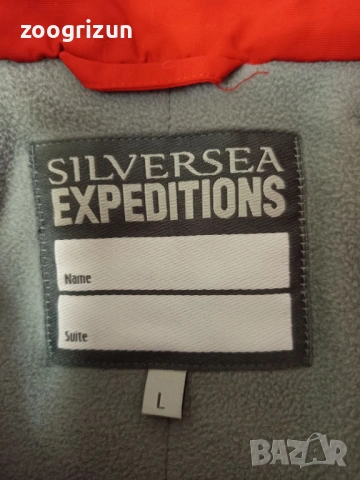 zoogrizun
SILVERSEA
EXPEDITIONS
Name
Suite
L
BAZAR